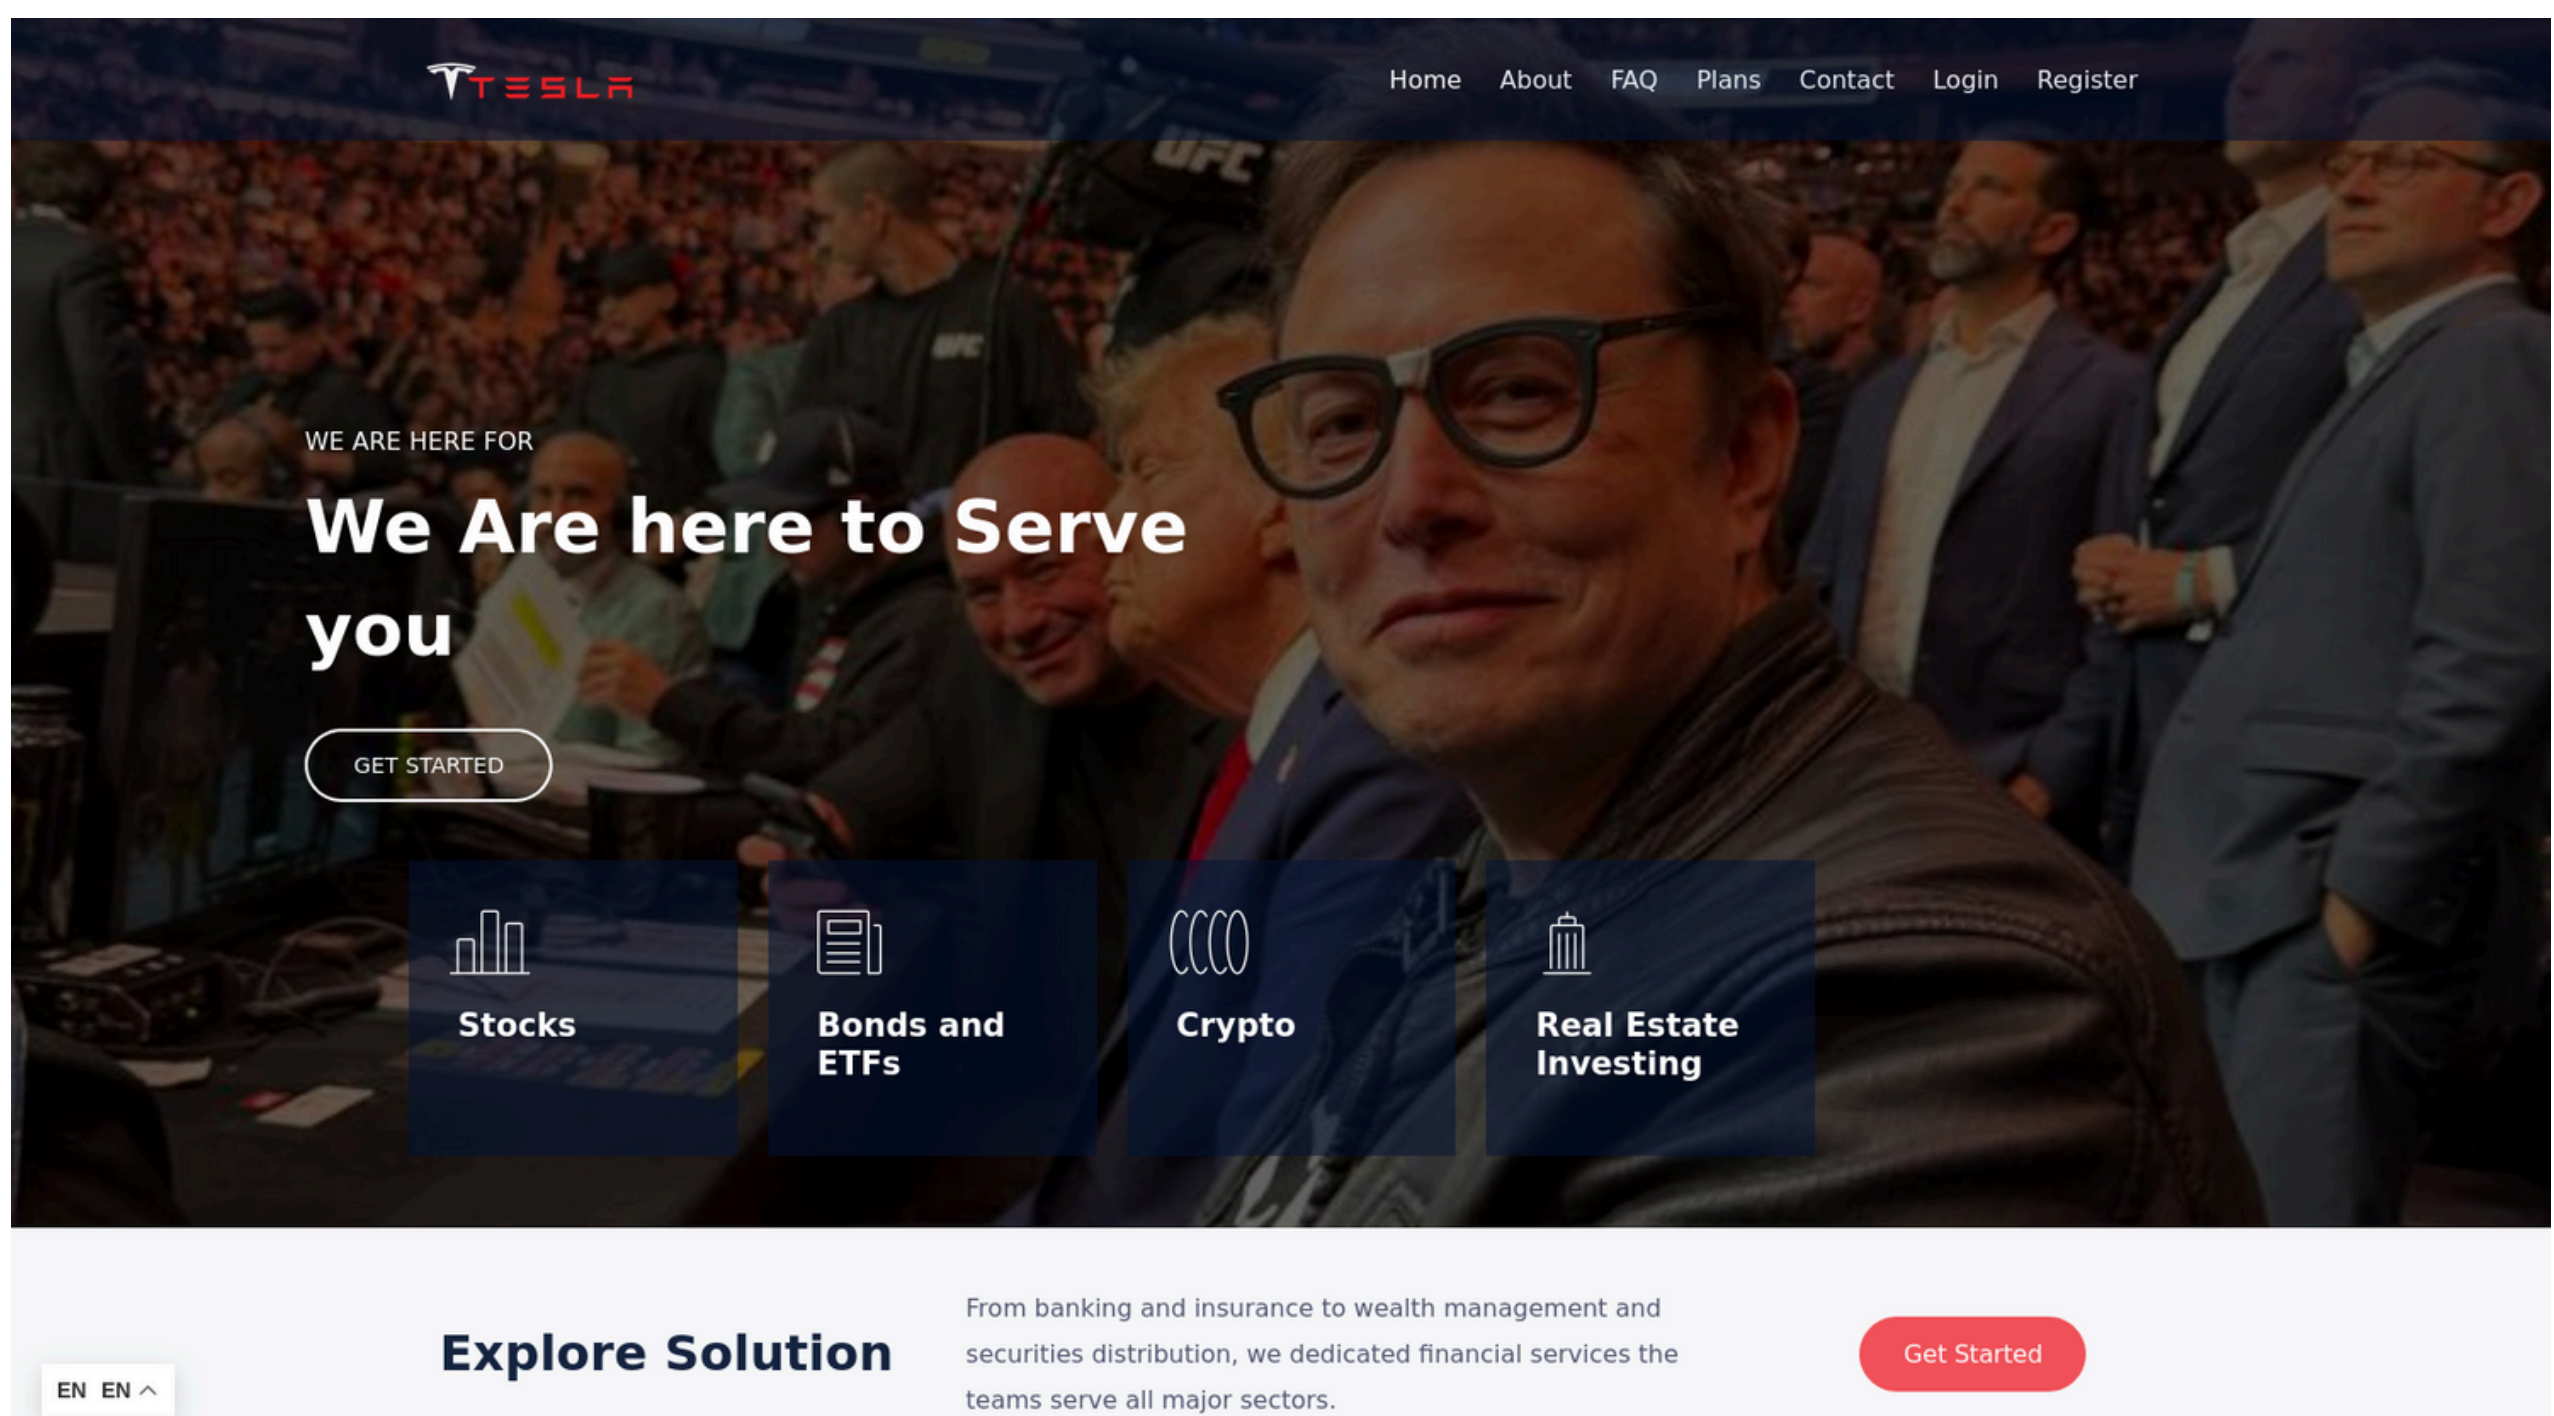 TESLA
Home About FAQ Plans Contact Login Register
UFC
UFC
WE ARE HERE FOR
We Are here to Serve
you
GET STARTED
Stocks
Bonds and
ETFs
Crypto
Real Estate
Investing
Explore Solution
From banking and insurance to wealth management and
securities distribution, we dedicated financial services the
teams serve all major sectors.
Get Started
EN EN